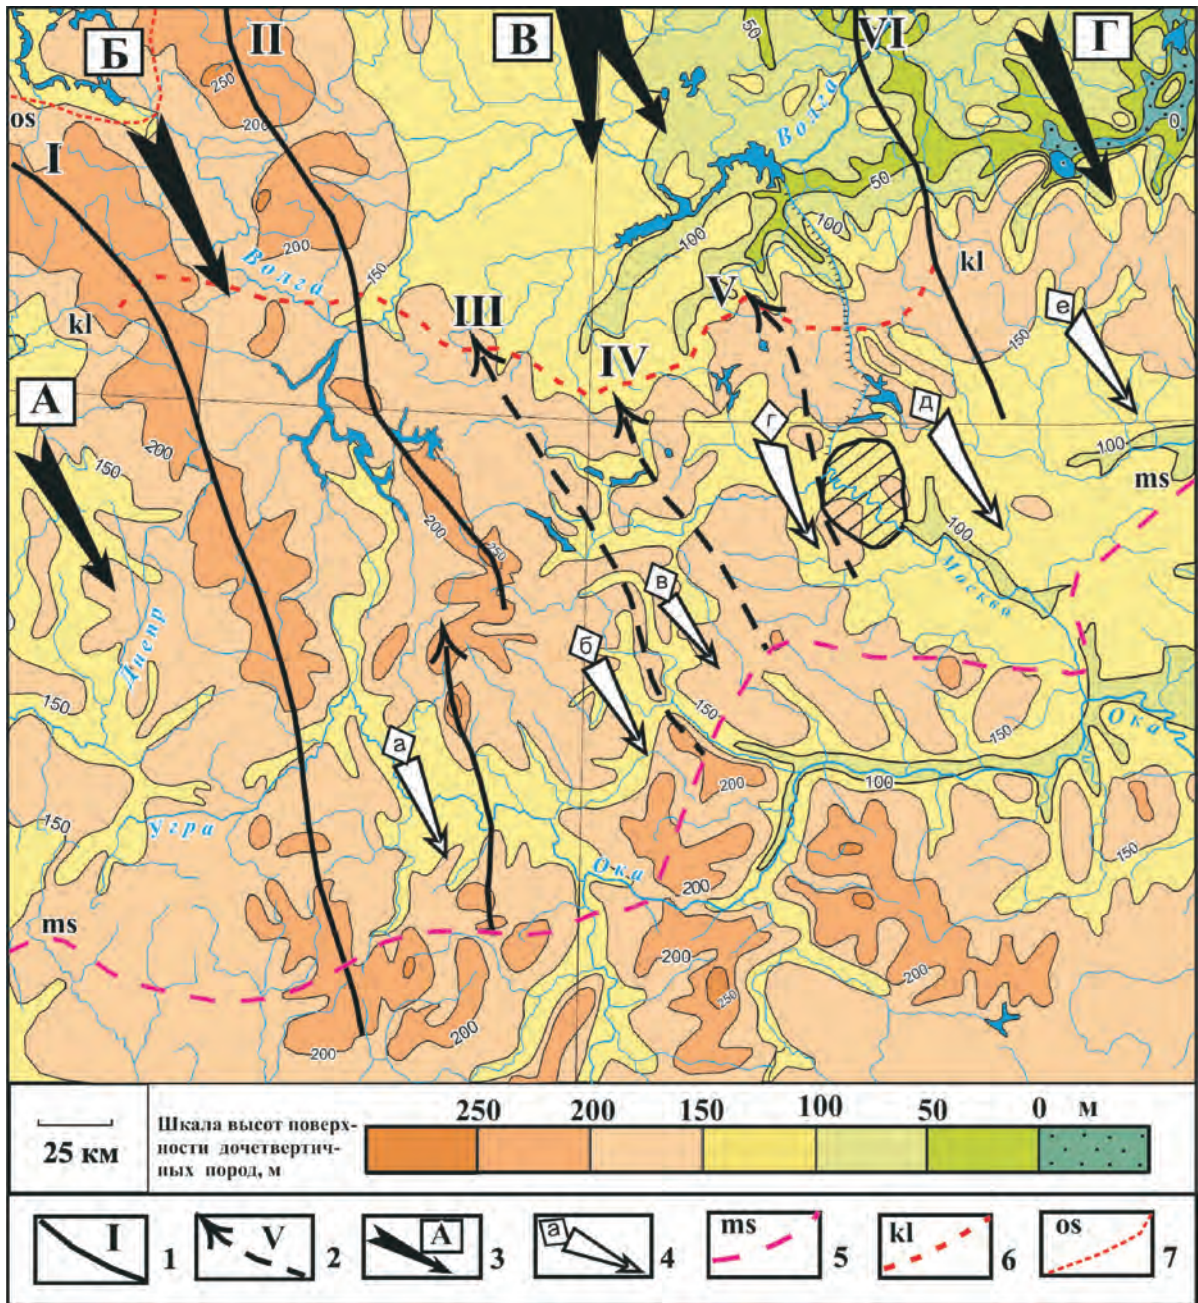 Б
II
В
VI
Г
50
250
os
200
0
Волга
I
50
100
200
100
Волга
150
V
kl
е
III
kl
150
IV
А
г
д
200
100
150
ms
200
250
100
в
Москва
Днепр
б
150
150
Ока
150
а
200
100
Угра
150
150
Ока
200
ms
200
200
250
200
200
250 200 150 100 50 0 м
25 км
Шкала высот поверх-
ности дочетвертич-
ных пород, м
I 1
V 2
А 3
а 4
ms 5
kl 6
os 7